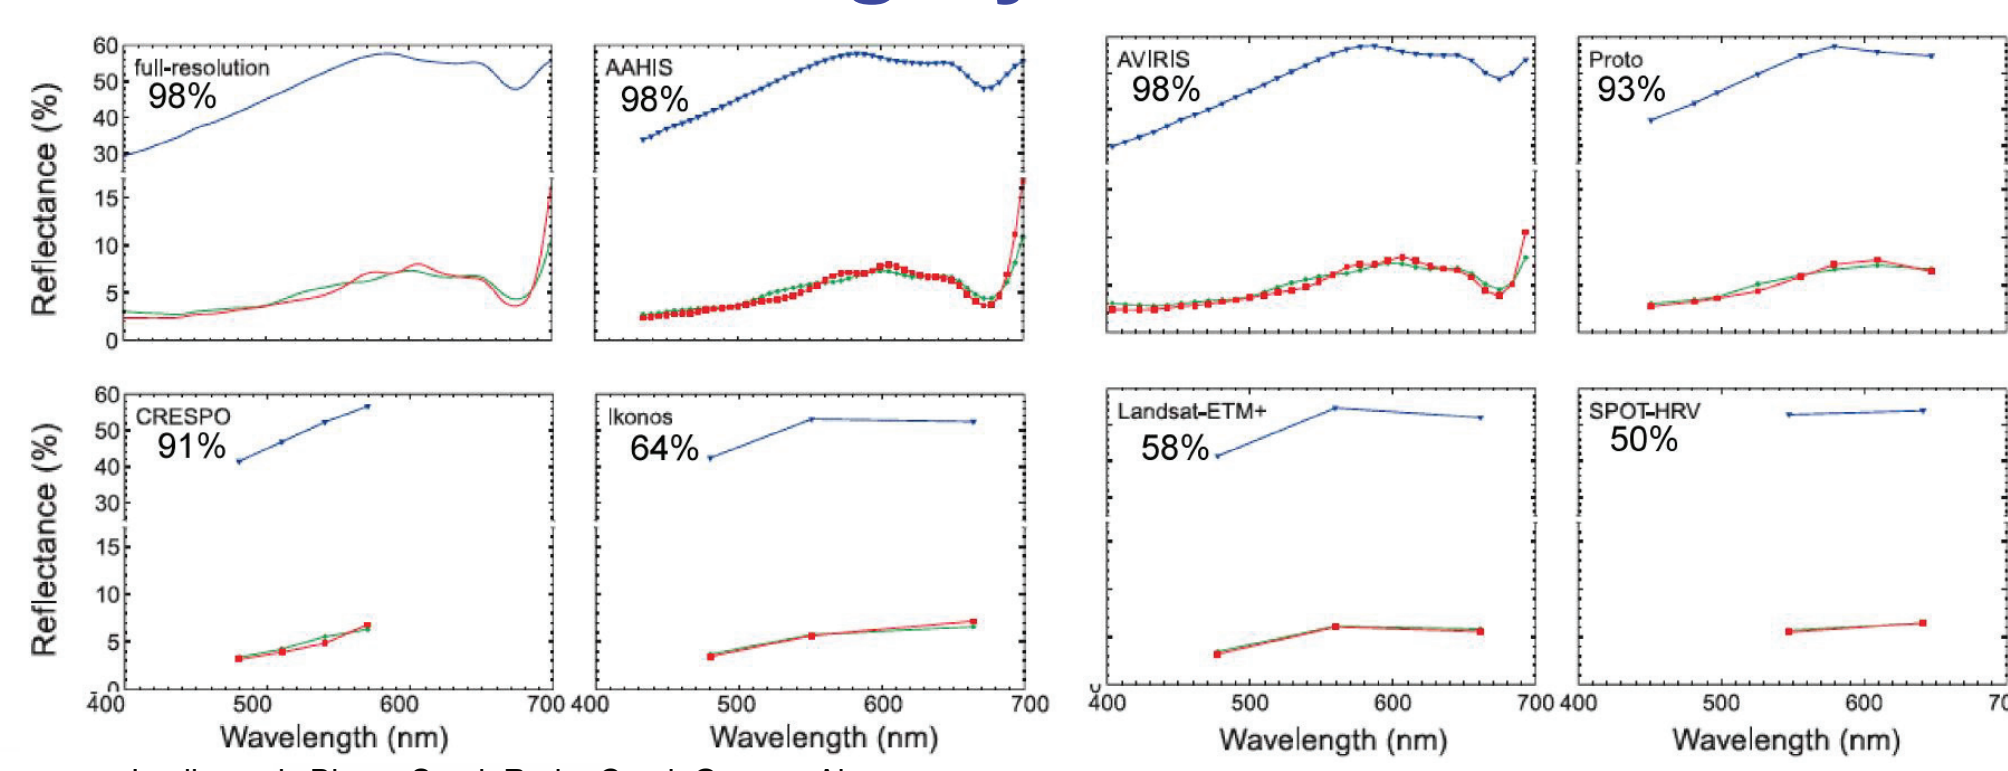 60
50
40
30
15
10
5
0
Reflectance (%)
full-resolution
98%
AAHIS
98%
AVIRIS
98%
Proto
93%
60
50
40
30
15
10
5
Reflectance (%)
CRESPO
91%
Ikonos
64%
Landsat-ETM+
58%
SPOT-HRV
50%
400 500 600 700 400 500 600 700 400 500 600 700 400 500 600
Wavelength (nm) Wavelength (nm) Wavelength (nm) Wavelength (nm)